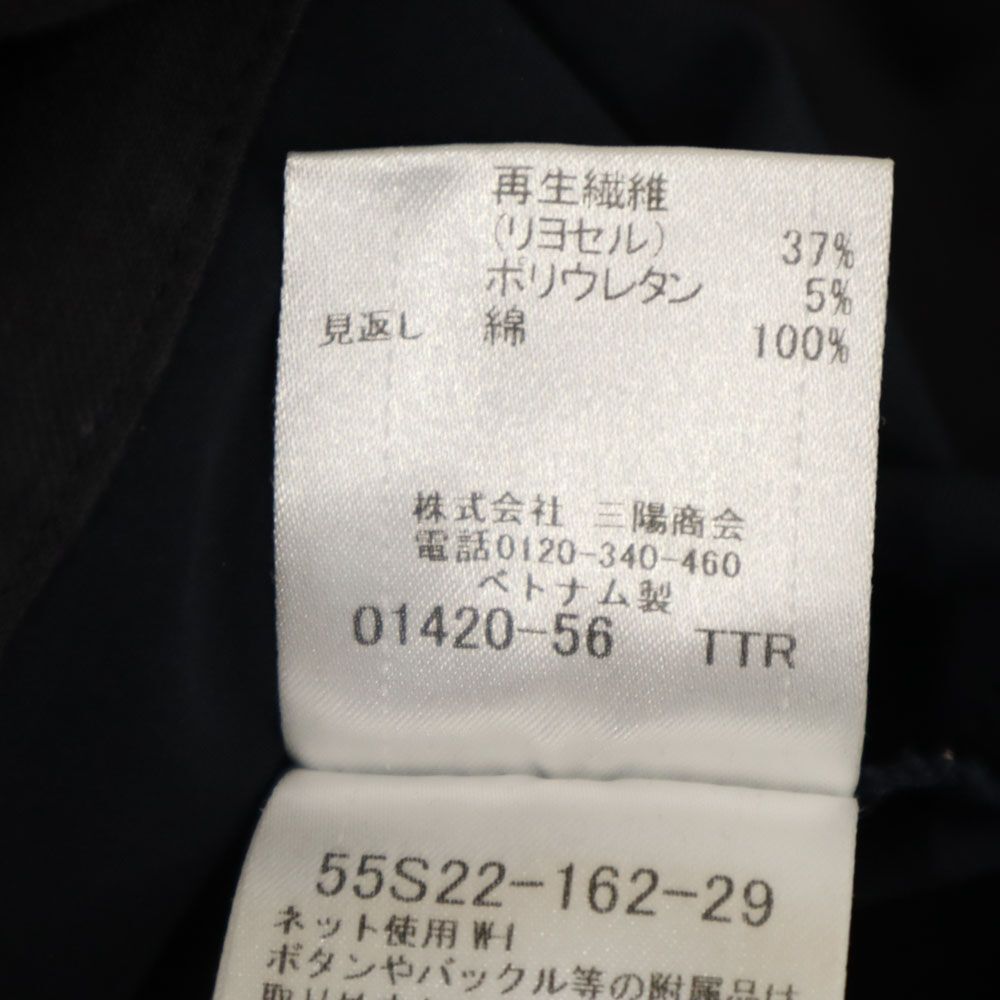 再生繊維
(リヨセル) 37%
ポリウレタン 5%
見返し 綿 100%
株式会社 三陽商会
電話0120-340-460
ベトナム製
01420-56 TTR
55S22-162-29
ネット使用 W-I
ボタンやバックル等の附属品は
取り